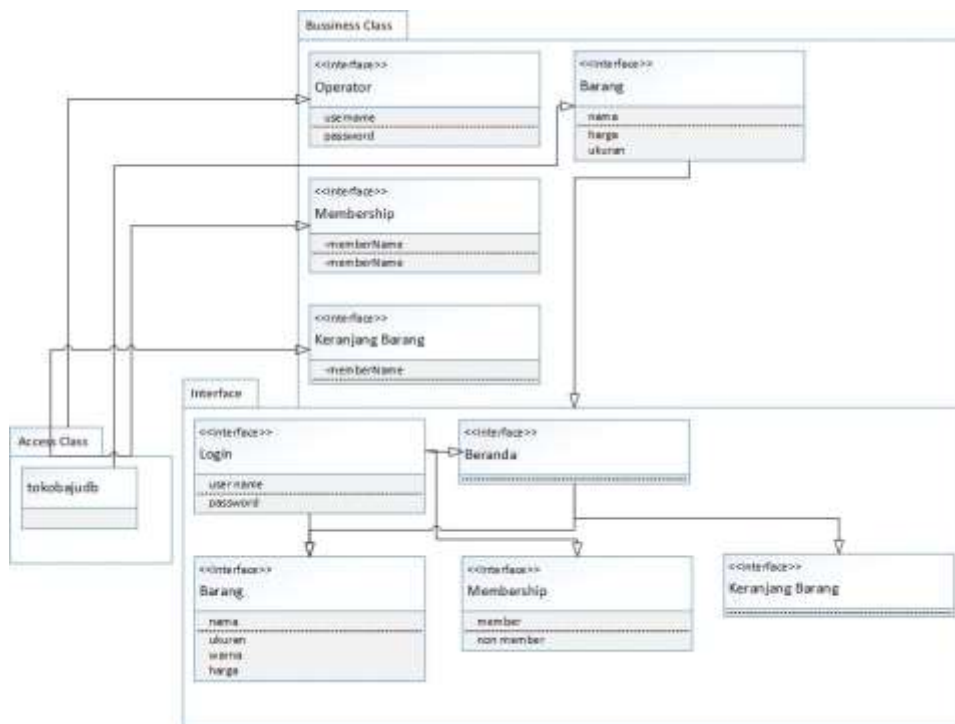 Bussiness Class
<<Interface>>
Operator
username
password
<<Interface>>
Barang
nama
harga
ukuran
<<Interface>>
Membership
-memberName
-memberName
<<Interface>>
Keranjang Barang
-memberName
Interface
<<Interface>>
Login
user name
password
<<Interface>>
Beranda
Access Class
tokobajudb
<<Interface>>
Barang
nama
ukuran
warna
harga
<<Interface>>
Membership
member
non member
<<Interface>>
Keranjang Barang